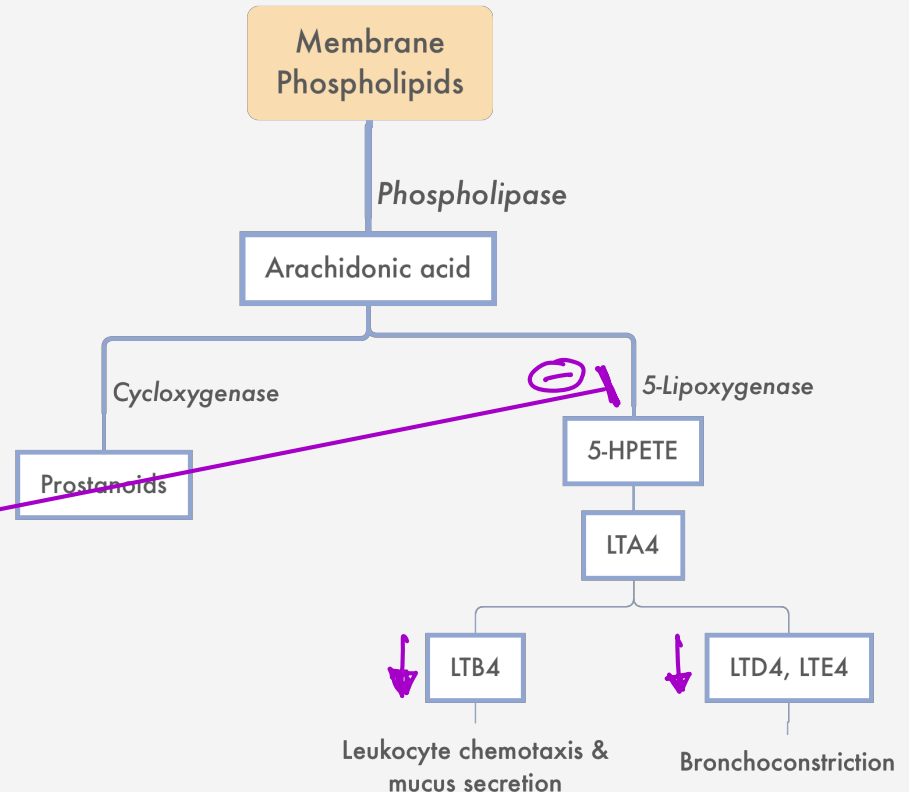 Membrane
Phospholipids
Phospholipase
Arachidonic acid
Cycloxygenase
5-Lipoxygenase
5-HPETE
Prostanoids
LTA4
LTB4
LTD4, LTE4
Leukocyte chemotaxis &
mucus secretion
Bronchoconstriction